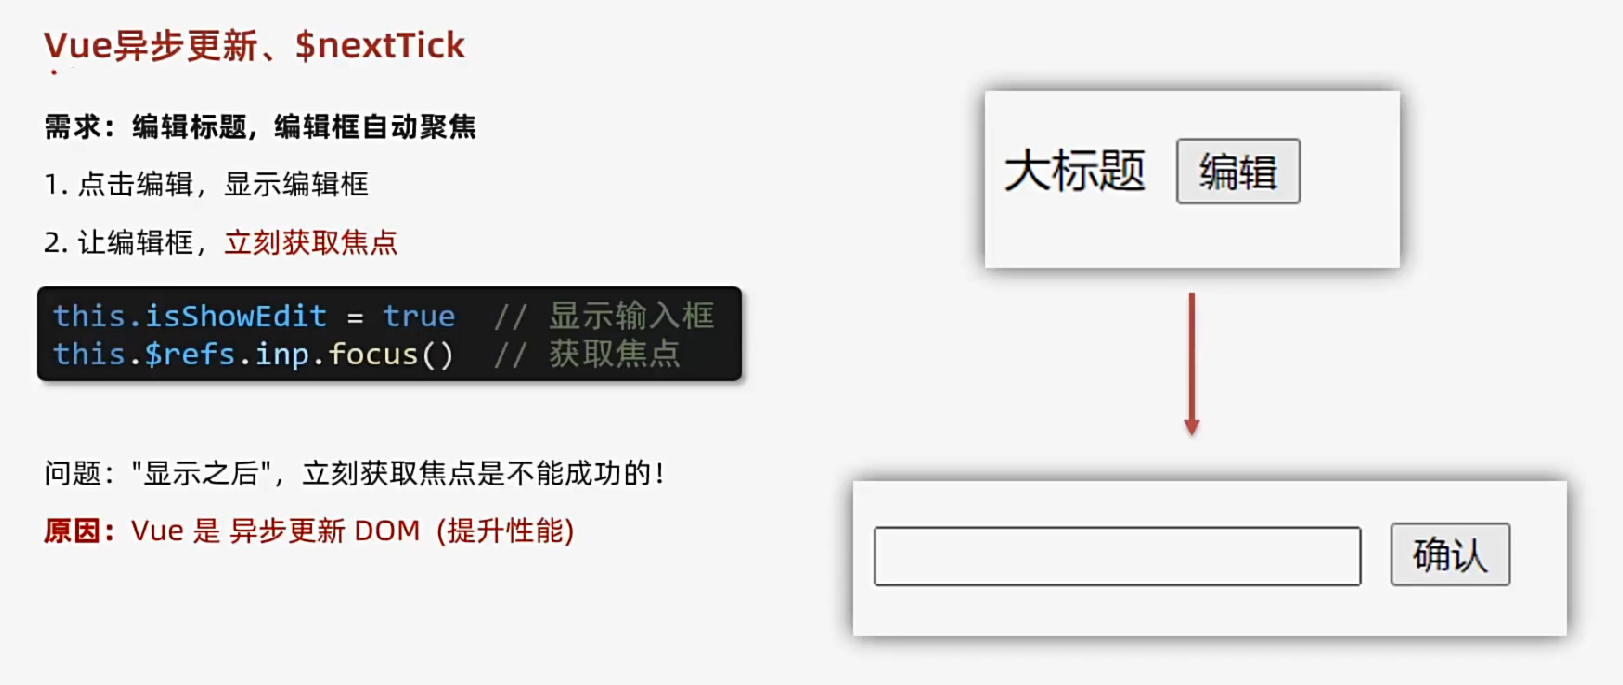 Vue异步更新、$nextTick
需求：编辑标题，编辑框自动聚焦
1. 点击编辑，显示编辑框
2. 让编辑框，立刻获取焦点
this.isShowEdit = true  // 显示输入框
this.$refs.inp.focus()  // 获取焦点
问题："显示之后"，立刻获取焦点是不能成功的！
原因：Vue 是 异步更新 DOM (提升性能)
大标题 编辑
确认